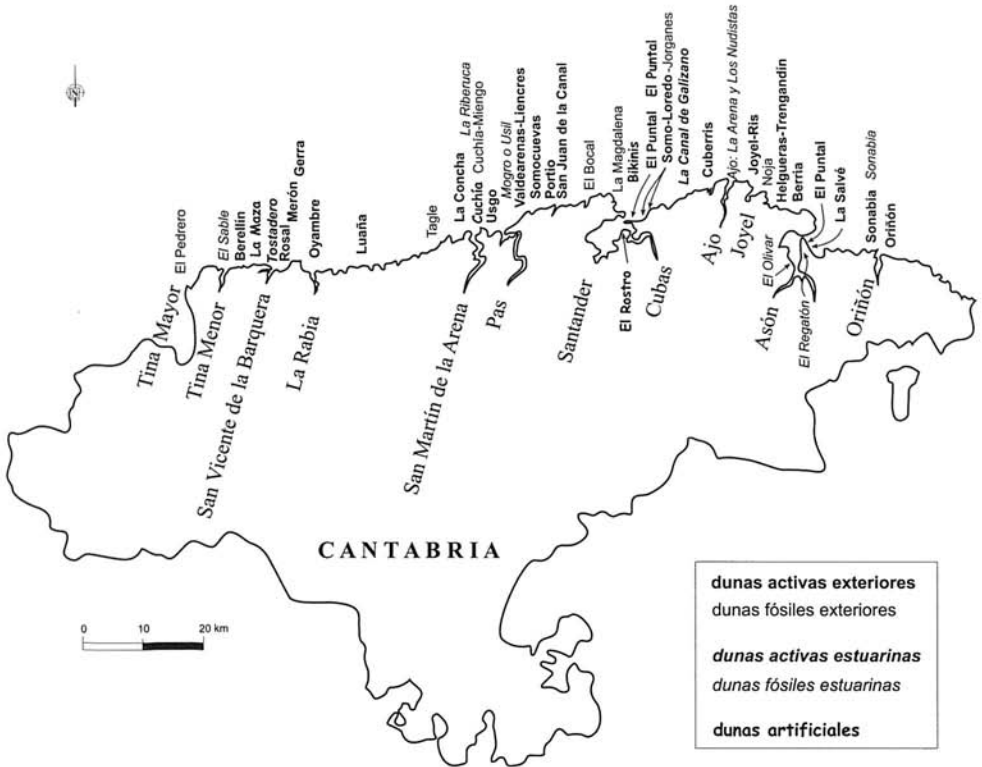 El Pedrero
El Sable
Berellín
La Maza
Tostadero
Rosal
Merón
Gerra
Oyambre
Luaña
Tagle
La Concha
La Riberuca
Cuchía
Cuchía-Miengo
Usgo
Mogro o Usil
Valdearenas-Liencres
Somocuevas
Portio
San Juan de la Canal
El Bocal
La Magdalena
Bikinis
El Puntal
El Puntal
Somo-Loredo-Jorganes
La Canal de Galizano
Cuberris
Ajo: La Arena y Los Nudistas
Joyel-Ris
Noja
Helgueras-Trengandín
Berria
El Puntal
La Salvé
Sonabia
Sonabia
Oriñón
Tina Mayor
Tina Menor
San Vicente de la Barquera
La Rabia
San Martín de la Arena
Pas
Santander
El Rostro
Cubas
Ajo
Joyel
Asón
El Olivar
El Regatón
Oriñón
CANTABRIA
0 10 20 km
dunas activas exteriores
dunas fósiles exteriores
dunas activas estuarinas
dunas fósiles estuarinas
dunas artificiales
N